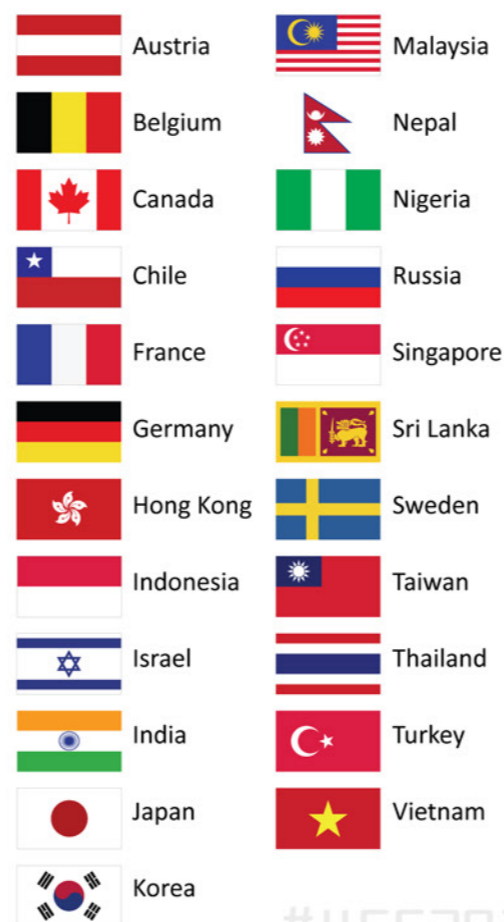 Austria
Belgium
Canada
Chile
France
Germany
Hong Kong
Indonesia
Israel
India
Japan
Korea
Malaysia
Nepal
Nigeria
Russia
Singapore
Sri Lanka
Sweden
Taiwan
Thailand
Turkey
Vietnam